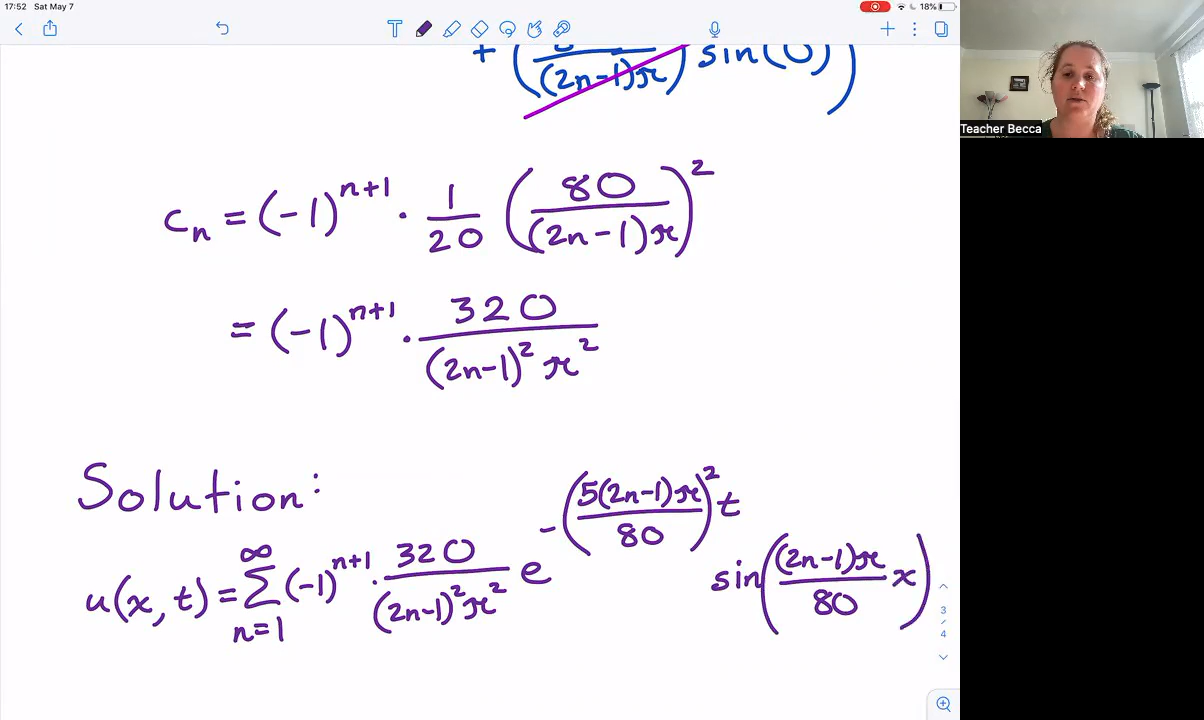 17:52 Sat May 7 18%
T
+ ( / (2n-1)π ) sin(0) )
Teacher Becca
cₙ = (-1)ⁿ⁺¹ · 1/20 (80/((2n-1)π))²
= (-1)ⁿ⁺¹ · 320/((2n-1)²π²)
Solution:
u(x, t) = ∑_{n=1}^{∞} (-1)ⁿ⁺¹ · 320/((2n-1)²π²) e^{-(5(2n-1)π/80)² t} sin((2n-1)π/80 x)
3
/
4